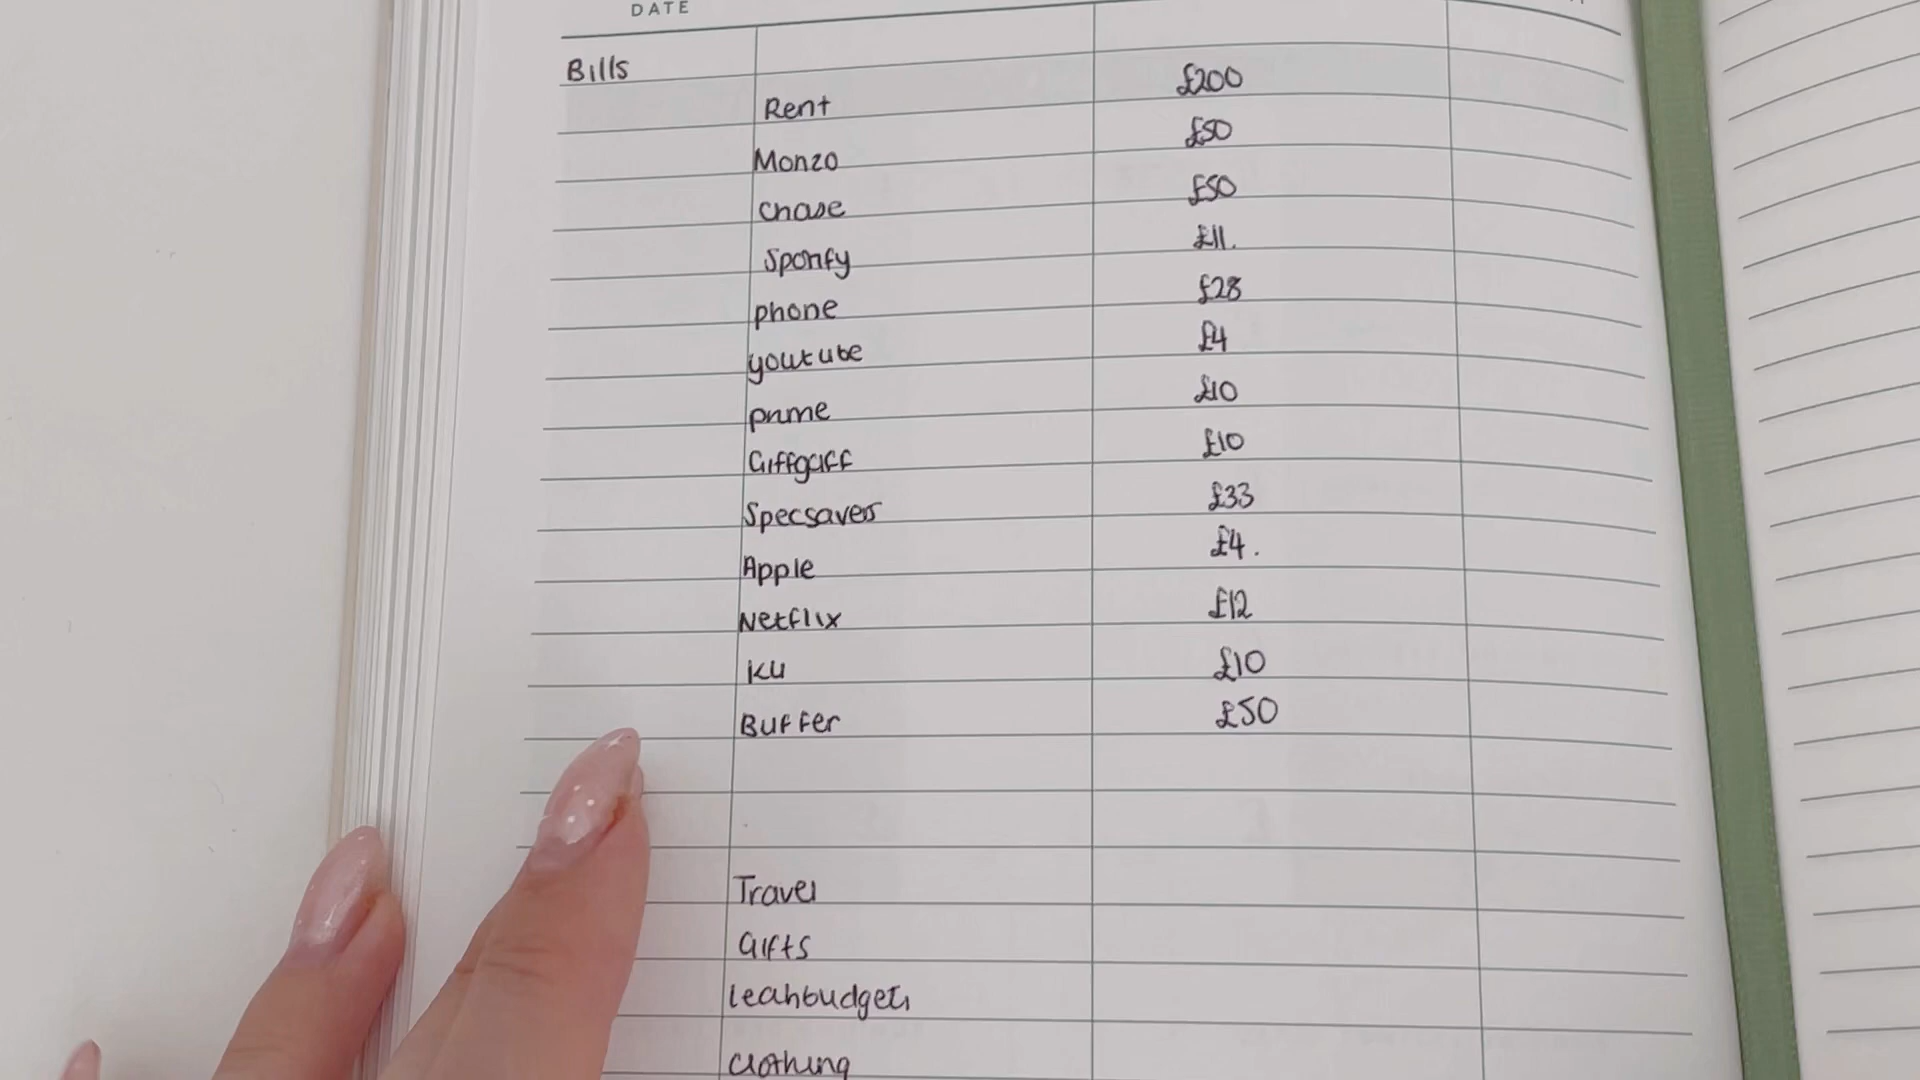 DATE
Bills
Rent £200
Monzo £50
Chase £50
Spotify £11.
phone £28
youtube £4
prime £10
Giffgaff £10
Specsavers £33
Apple £4.
Netflix £12
KU £10
Buffer £50
Travel
Gifts
leahbudgets
Clothing